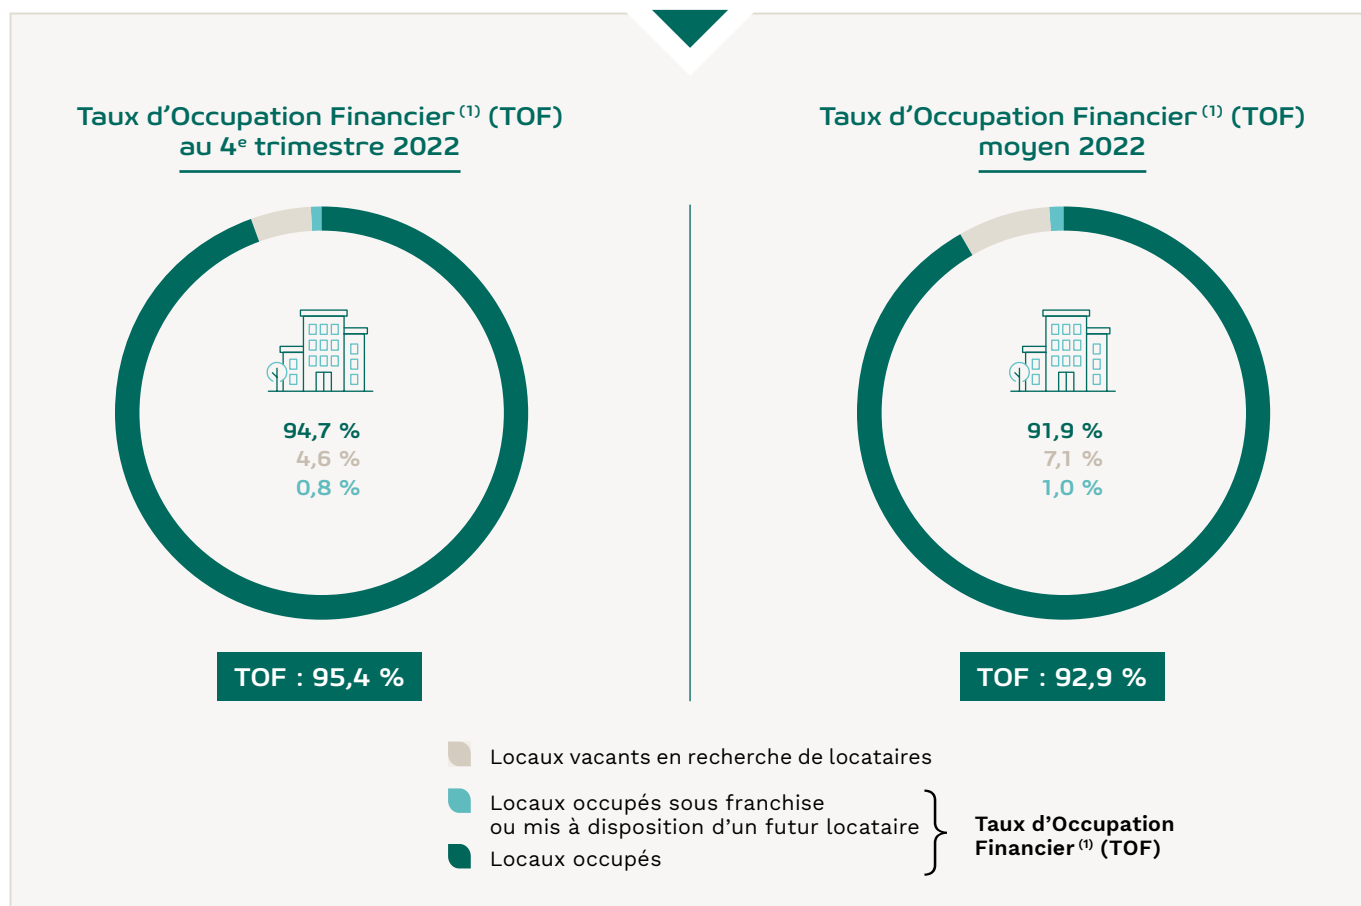 Taux d’Occupation Financier (1) (TOF)
au 4e trimestre 2022
94,7 %
4,6 %
0,8 %
TOF : 95,4 %
Taux d’Occupation Financier (1) (TOF)
moyen 2022
91,9 %
7,1 %
1,0 %
TOF : 92,9 %
Locaux vacants en recherche de locataires
Locaux occupés sous franchise
ou mis à disposition d’un futur locataire
Locaux occupés
Taux d’Occupation
Financier (1) (TOF)